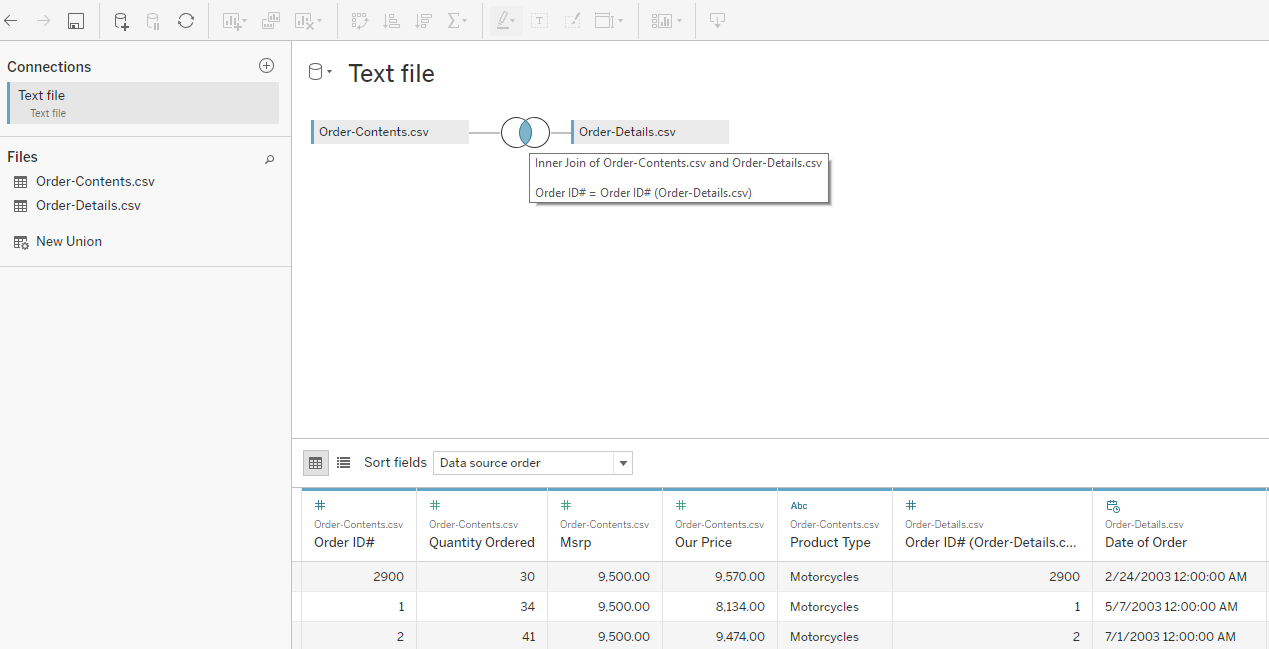 Connections
Text file
Text file
Files
Order-Contents.csv
Order-Details.csv
New Union
Text file
Order-Contents.csv
Order-Details.csv
Inner Join of Order-Contents.csv and Order-Details.csv
Order ID# = Order ID# (Order-Details.csv)
Sort fields Data source order
# # # # Abc #
Order-Contents.csv Order-Contents.csv Order-Contents.csv Order-Contents.csv Order-Contents.csv Order-Details.csv Order-Details.csv
Order ID# Quantity Ordered Msrp Our Price Product Type Order ID# (Order-Details.c... Date of Order
2900 30 9,500.00 9,570.00 Motorcycles 2900 2/24/2003 12:00:00 AM
1 34 9,500.00 8,134.00 Motorcycles 1 5/7/2003 12:00:00 AM
2 41 9,500.00 9,474.00 Motorcycles 2 7/1/2003 12:00:00 AM